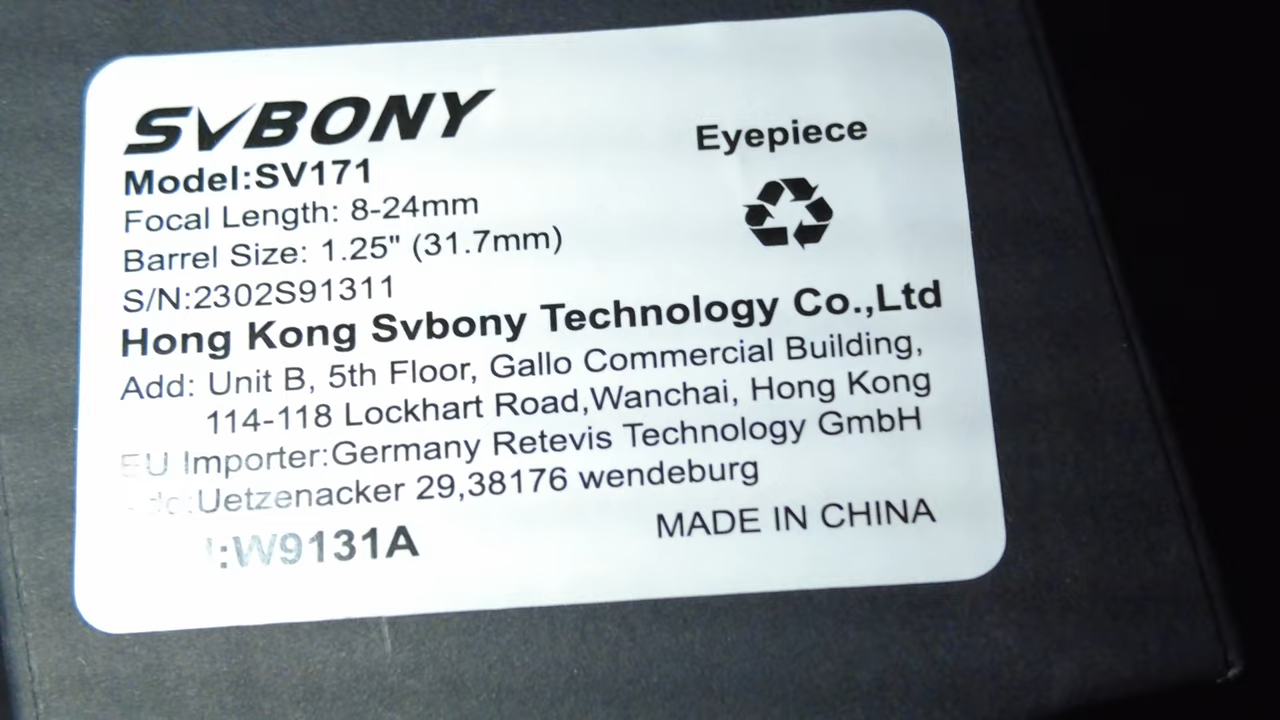 SVBONY
Eyepiece
Model:SV171
Focal Length: 8-24mm
Barrel Size: 1.25" (31.7mm)
S/N:2302S91311
Hong Kong Svbony Technology Co.,Ltd
Add: Unit B, 5th Floor, Gallo Commercial Building,
114-118 Lockhart Road,Wanchai, Hong Kong
EU Importer:Germany Retevis Technology GmbH
Uetzenacker 29,38176 wendeburg
W9131A
MADE IN CHINA